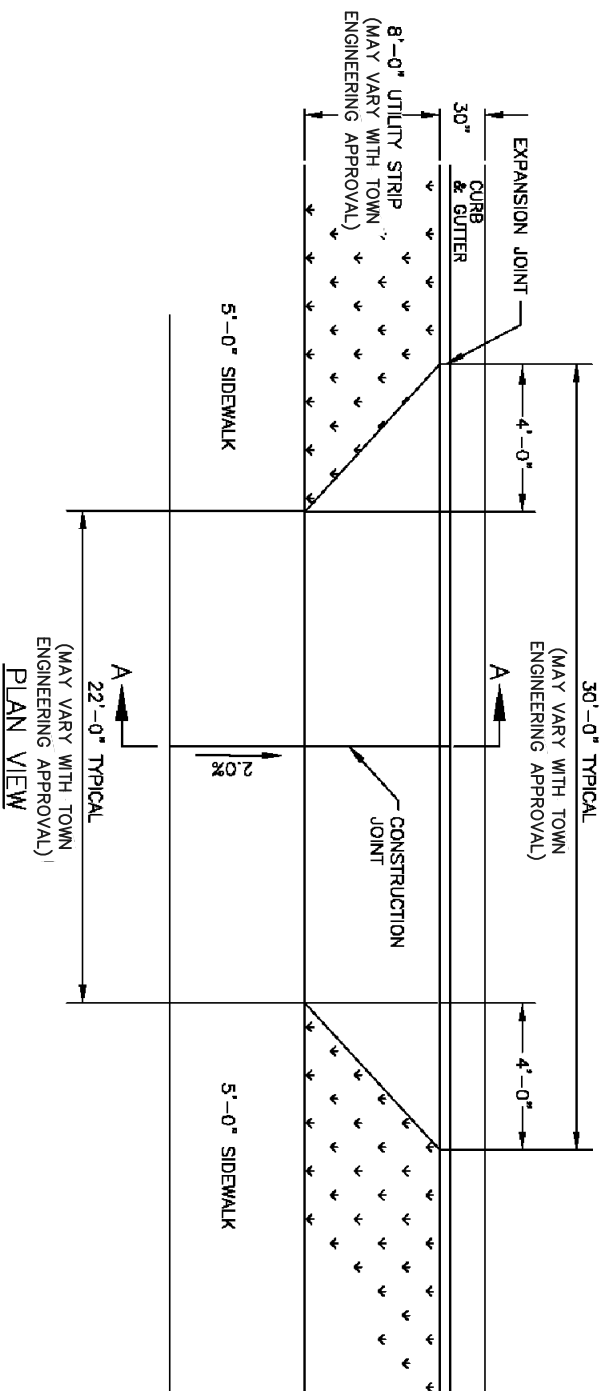 30'-0" TYPICAL
(MAY VARY WITH TOWN
ENGINEERING APPROVAL)
4'-0"
4'-0"
EXPANSION JOINT
30"
CURB
& GUTTER
A
CONSTRUCTION
JOINT
8'-0" UTILITY STRIP
(MAY VARY WITH TOWN
ENGINEERING APPROVAL)
2.0%
5'-0" SIDEWALK
5'-0" SIDEWALK
A
22'-0" TYPICAL
(MAY VARY WITH TOWN
ENGINEERING APPROVAL)
PLAN VIEW